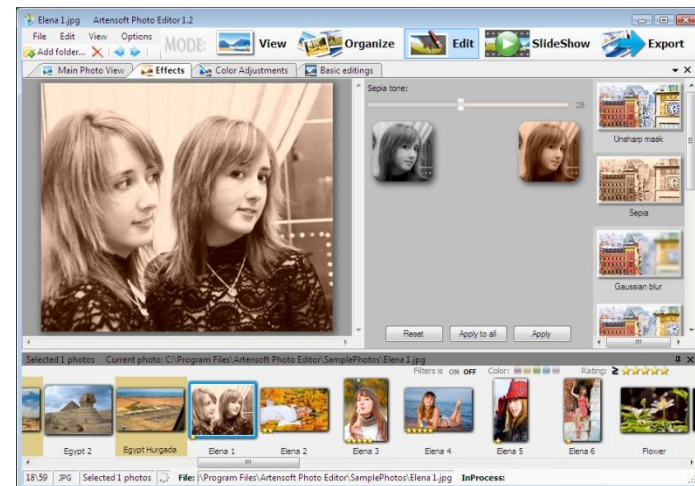 Elena 1.jpg Artensoft Photo Editor 1.2
File Edit View Options
Add folder...
MODE: View Organize Edit SlideShow Export
Main Photo View Effects Color Adjustments Basic editings
Sepia tone:
28
Unsharp mask
Sepia
Gaussian blur
Reset Apply to all Apply
Selected 1 photos Current photo: C:\Program Files\Artensoft Photo Editor\SamplePhotos\Elena 1.jpg
Filters is ON OFF Color: Rating: ≥
Egypt 2 Egypt Hurgada Elena 1 Elena 2 Elena 3 Elena 4 Elena 5 Elena 6 Flower
18\59 JPG Selected 1 photos File: \Program Files\Artensoft Photo Editor\SamplePhotos\Elena 1.jpg InProcess: